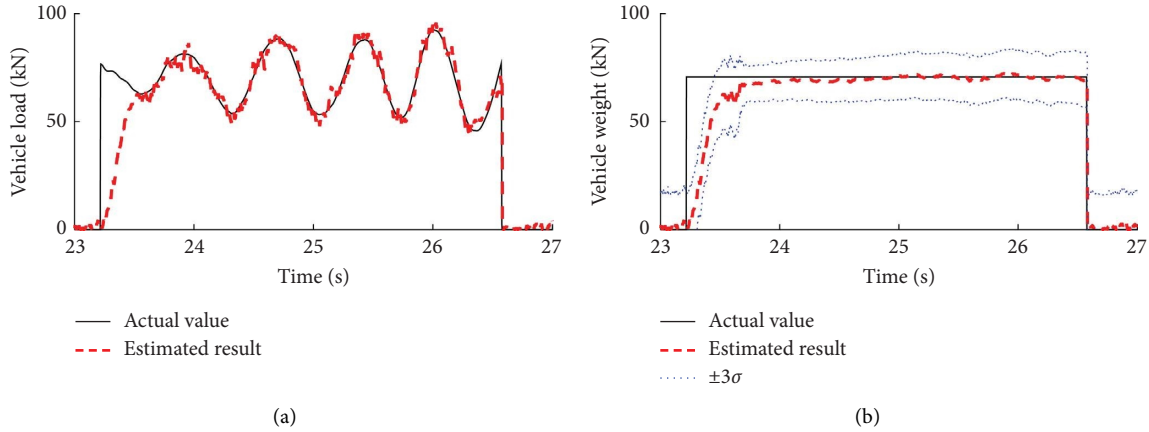 100
50
0
Vehicle load (kN)
23 24 25 26 27
Time (s)
Actual value
Estimated result
(a)
100
50
0
Vehicle weight (kN)
23 24 25 26 27
Time (s)
Actual value
Estimated result
±3σ
(b)